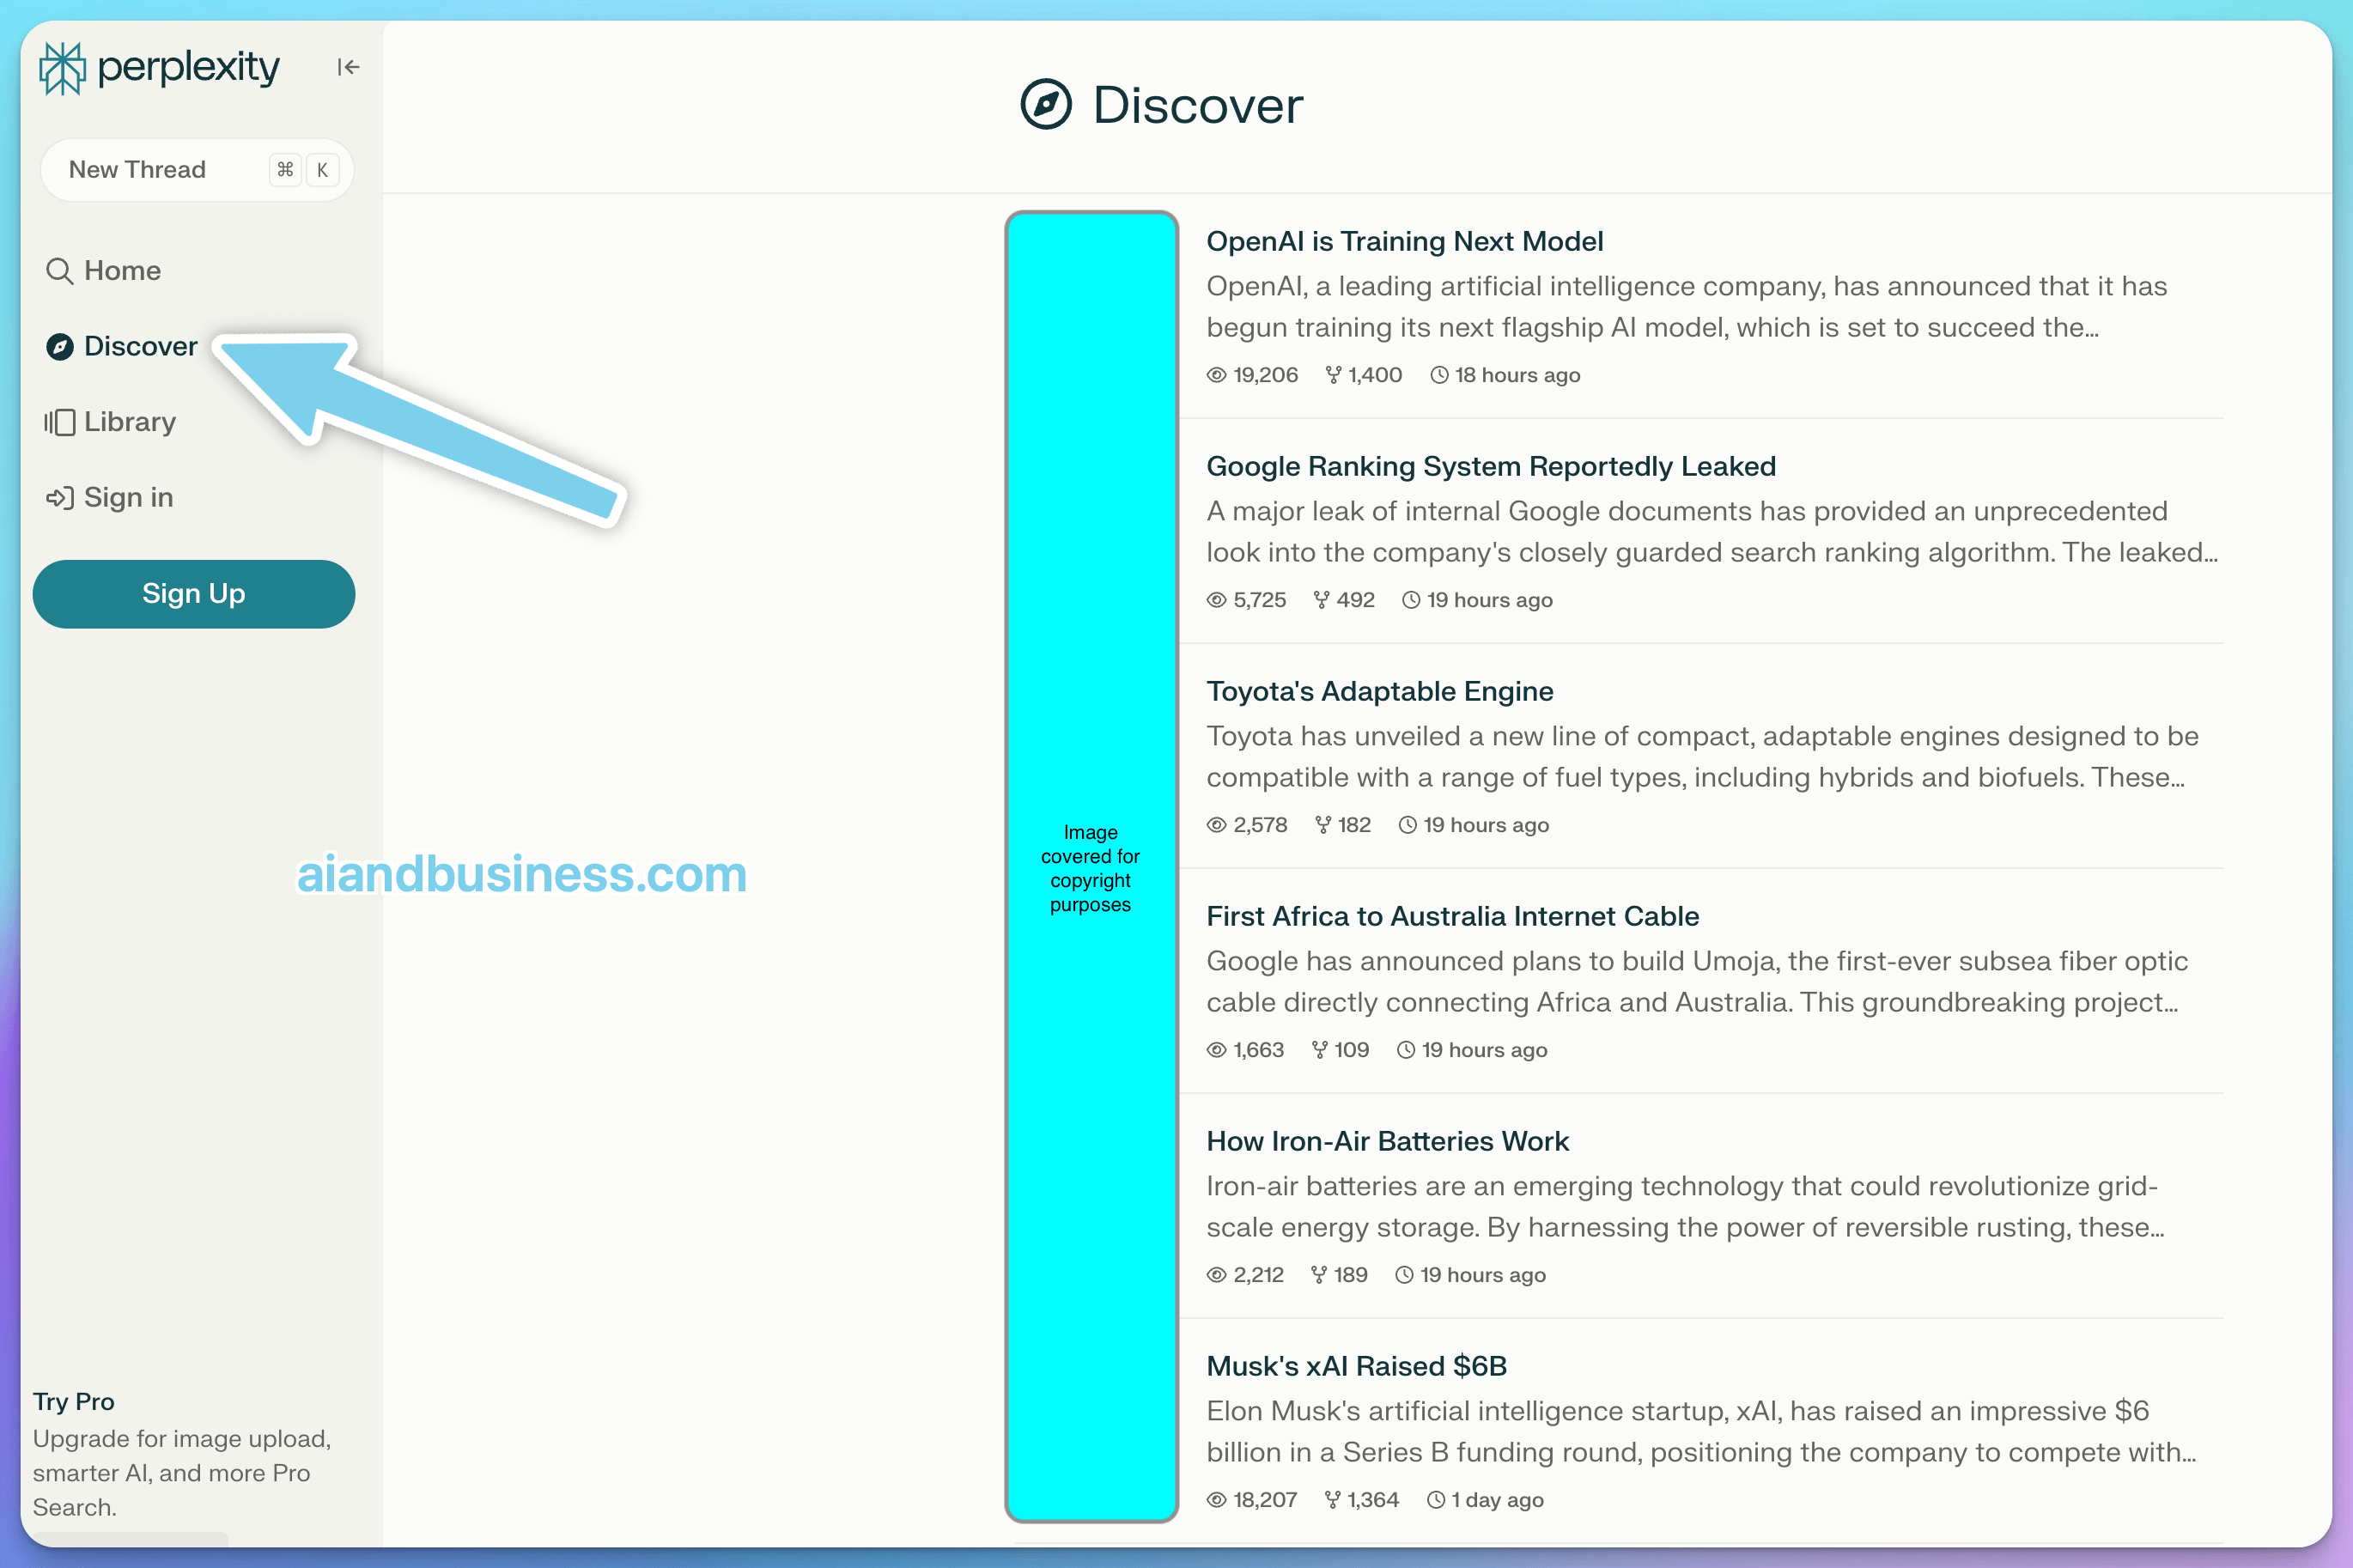 perplexity
New Thread ⌘ K
Home
Discover
Library
Sign in
Sign Up
Try Pro
Upgrade for image upload,
smarter AI, and more Pro
Search.
aiandbusiness.com
Discover
Image
covered for
copyright
purposes
OpenAI is Training Next Model
OpenAI, a leading artificial intelligence company, has announced that it has
begun training its next flagship AI model, which is set to succeed the...
19,206 1,400 18 hours ago
Google Ranking System Reportedly Leaked
A major leak of internal Google documents has provided an unprecedented
look into the company's closely guarded search ranking algorithm. The leaked...
5,725 492 19 hours ago
Toyota's Adaptable Engine
Toyota has unveiled a new line of compact, adaptable engines designed to be
compatible with a range of fuel types, including hybrids and biofuels. These...
2,578 182 19 hours ago
First Africa to Australia Internet Cable
Google has announced plans to build Umoja, the first-ever subsea fiber optic
cable directly connecting Africa and Australia. This groundbreaking project...
1,663 109 19 hours ago
How Iron-Air Batteries Work
Iron-air batteries are an emerging technology that could revolutionize grid-
scale energy storage. By harnessing the power of reversible rusting, these...
2,212 189 19 hours ago
Musk's xAI Raised $6B
Elon Musk's artificial intelligence startup, xAI, has raised an impressive $6
billion in a Series B funding round, positioning the company to compete with...
18,207 1,364 1 day ago